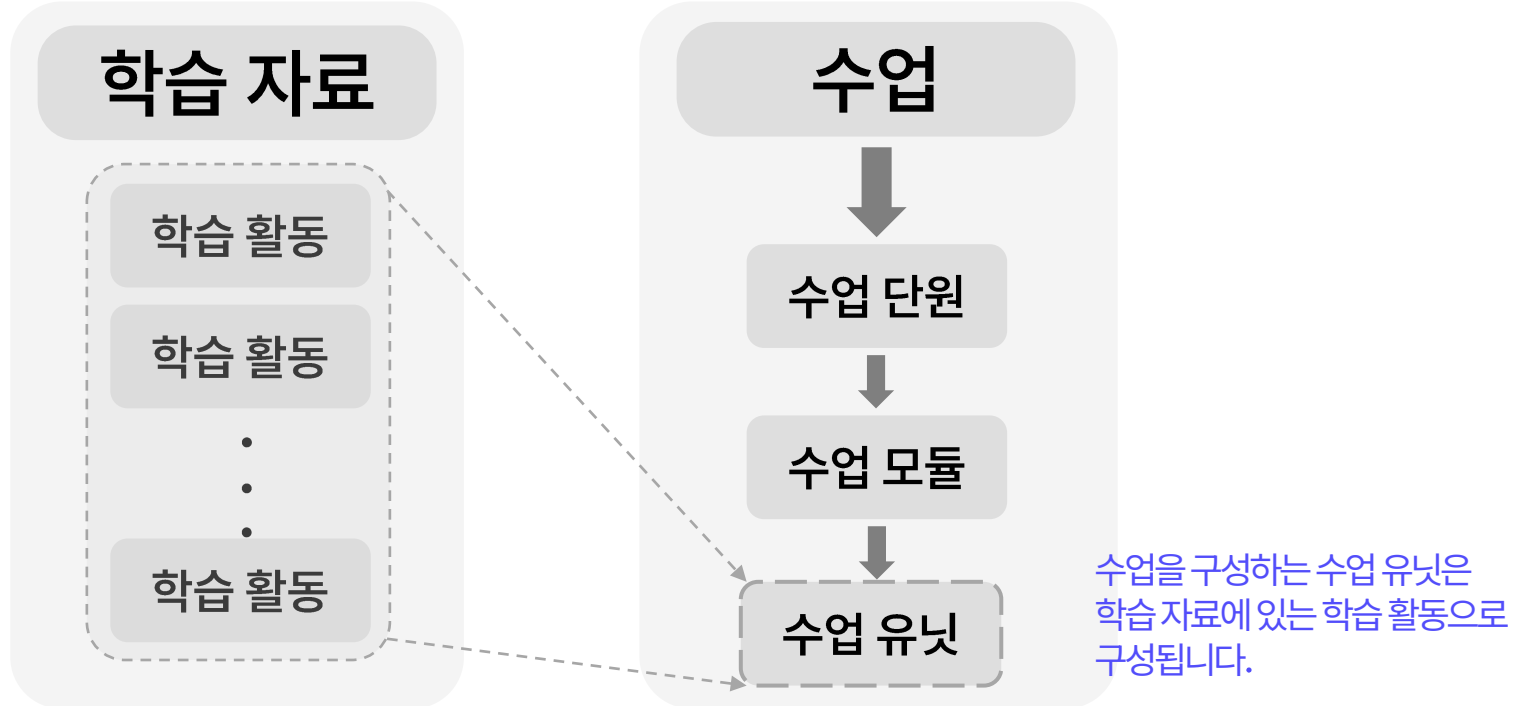 학습 자료
학습 활동
학습 활동
학습 활동
수업
수업 단원
수업 모듈
수업 유닛
수업을 구성하는 수업 유닛은
학습 자료에 있는 학습 활동으로
구성됩니다.